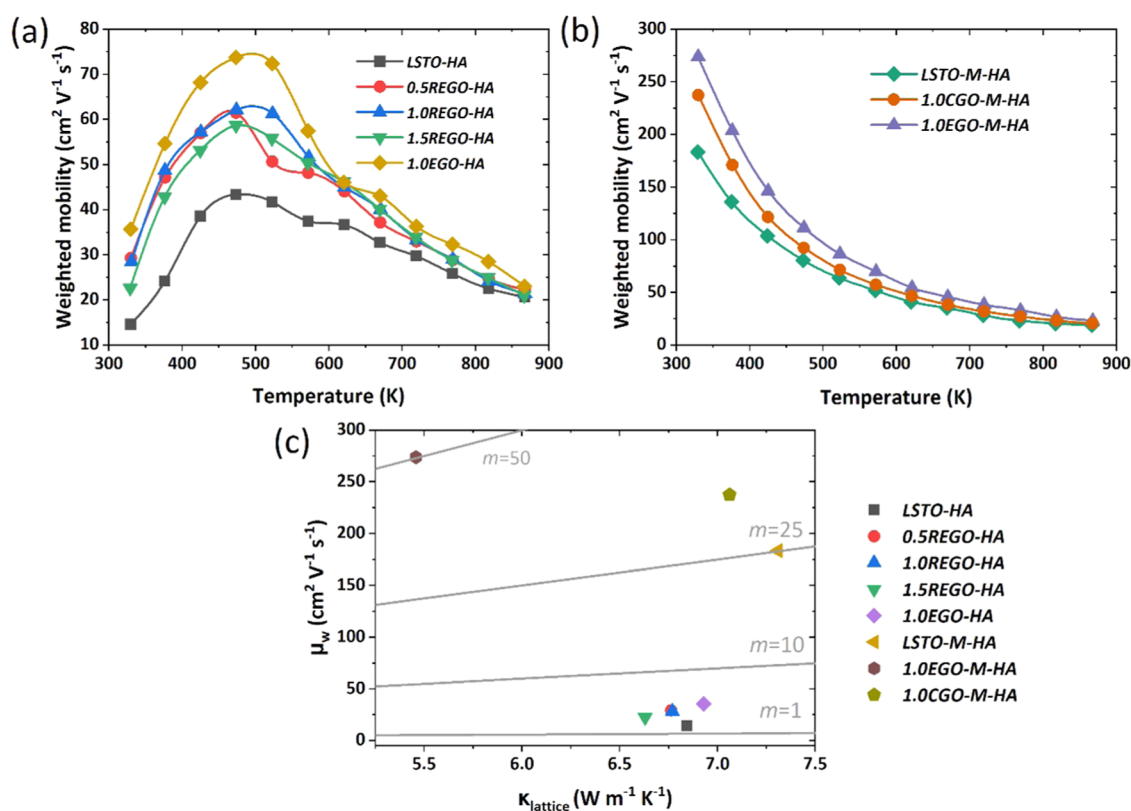 (a)
80
70
60
50
40
30
20
10
Weighted mobility (cm² V⁻¹ s⁻¹)
LSTO-HA
0.5REGO-HA
1.0REGO-HA
1.5REGO-HA
1.0EGO-HA
300 400 500 600 700 800 900
Temperature (K)
(b)
300
250
200
150
100
50
0
Weighted mobility (cm² V⁻¹ s⁻¹)
LSTO-M-HA
1.0CGO-M-HA
1.0EGO-M-HA
300 400 500 600 700 800 900
Temperature (K)
(c)
300
250
200
150
100
50
0
μw (cm² V⁻¹ s⁻¹)
m=50
m=25
m=10
m=1
5.5 6.0 6.5 7.0 7.5
κlattice (W m⁻¹ K⁻¹)
LSTO-HA
0.5REGO-HA
1.0REGO-HA
1.5REGO-HA
1.0EGO-HA
LSTO-M-HA
1.0EGO-M-HA
1.0CGO-M-HA